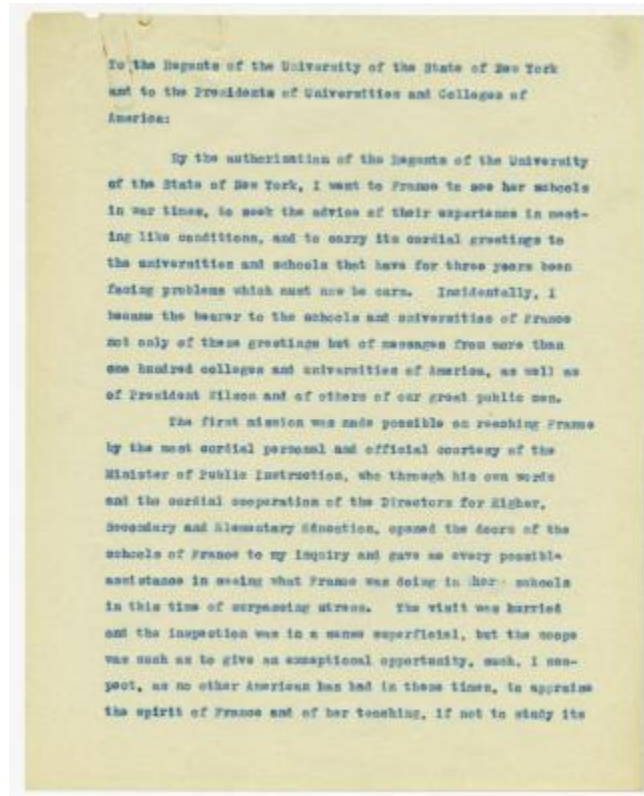 To the Regents of the University of the State of New York
and to the Presidents of Universities and Colleges of
America:
By the authorization of the Regents of the University
of the State of New York, I went to France to see her schools
in war times, to seek the advice of their experience in meet-
ing like conditions, and to carry its cordial greetings to
the universities and schools that have for three years been
facing problems which must now be ours. Incidentally, I
became the bearer to the schools and universities of France
not only of these greetings but of messages from more than
one hundred colleges and universities of America, as well as
of President Wilson and of others of our great public men.
The first mission was made possible on reaching France
by the most cordial personal and official courtesy of the
Minister of Public Instruction, who through his own words
and the cordial cooperation of the Directors for Higher,
Secondary and Elementary Education, opened the doors of the
schools of France to my inquiry and gave me every possible
assistance in seeing what France was doing in her schools
in this time of surpassing stress. The visit was hurried
and the inspection was in a sense superficial, but the scope
was such as to give an exceptional opportunity, such, I sus-
pect, as no other American has had in these times, to appraise
the spirit of France and of her teaching, if not to study its